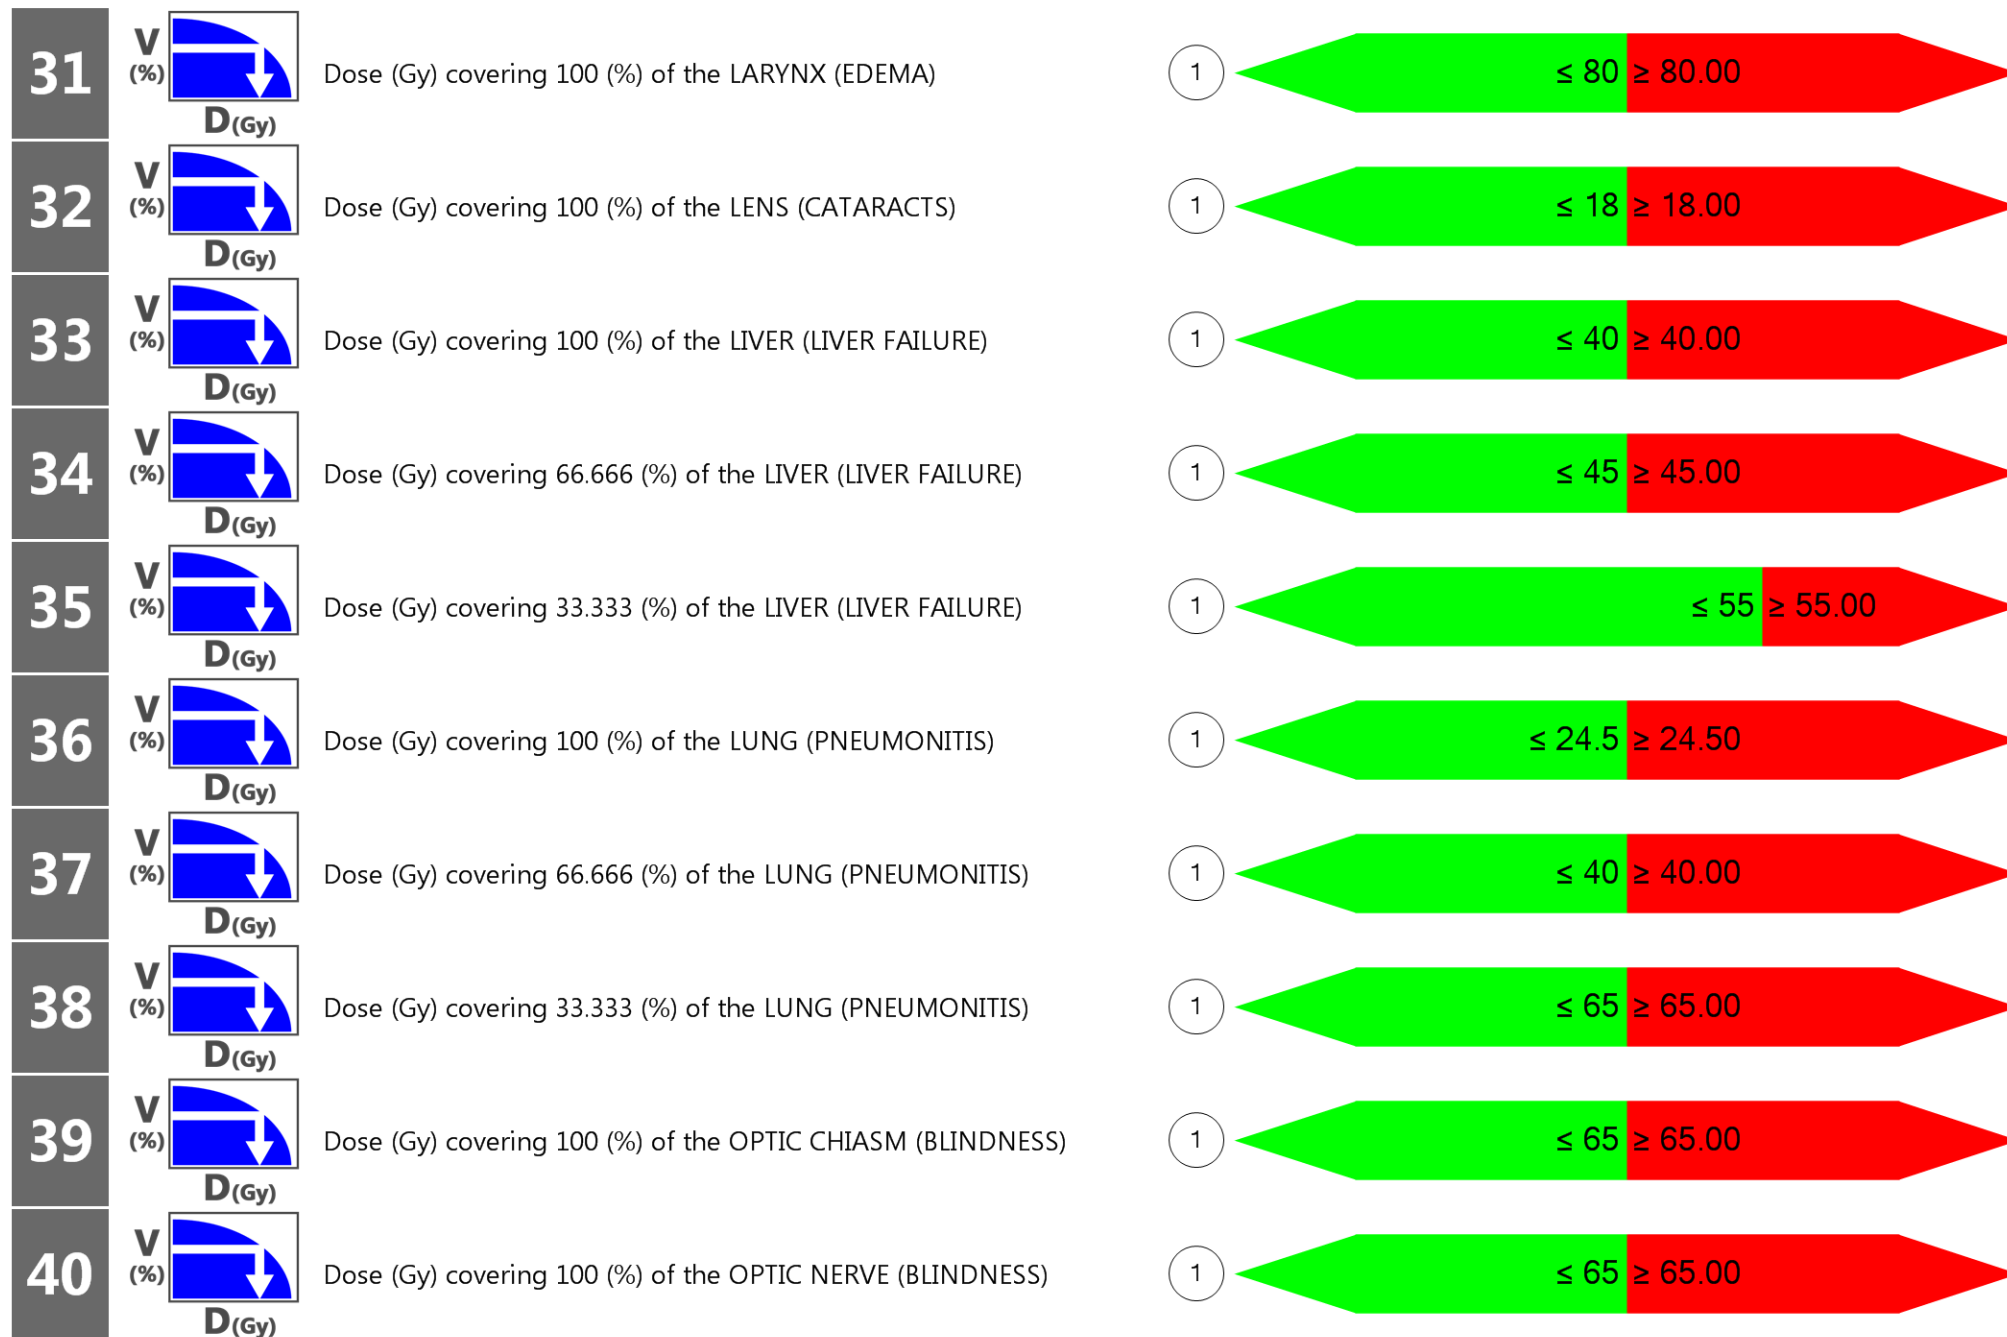 31 V (%) D(Gy) Dose (Gy) covering 100 (%) of the LARYNX (EDEMA) 1 ≤ 80 ≥ 80.00
32 V (%) D(Gy) Dose (Gy) covering 100 (%) of the LENS (CATARACTS) 1 ≤ 18 ≥ 18.00
33 V (%) D(Gy) Dose (Gy) covering 100 (%) of the LIVER (LIVER FAILURE) 1 ≤ 40 ≥ 40.00
34 V (%) D(Gy) Dose (Gy) covering 66.666 (%) of the LIVER (LIVER FAILURE) 1 ≤ 45 ≥ 45.00
35 V (%) D(Gy) Dose (Gy) covering 33.333 (%) of the LIVER (LIVER FAILURE) 1 ≤ 55 ≥ 55.00
36 V (%) D(Gy) Dose (Gy) covering 100 (%) of the LUNG (PNEUMONITIS) 1 ≤ 24.5 ≥ 24.50
37 V (%) D(Gy) Dose (Gy) covering 66.666 (%) of the LUNG (PNEUMONITIS) 1 ≤ 40 ≥ 40.00
38 V (%) D(Gy) Dose (Gy) covering 33.333 (%) of the LUNG (PNEUMONITIS) 1 ≤ 65 ≥ 65.00
39 V (%) D(Gy) Dose (Gy) covering 100 (%) of the OPTIC CHIASM (BLINDNESS) 1 ≤ 65 ≥ 65.00
40 V (%) D(Gy) Dose (Gy) covering 100 (%) of the OPTIC NERVE (BLINDNESS) 1 ≤ 65 ≥ 65.00